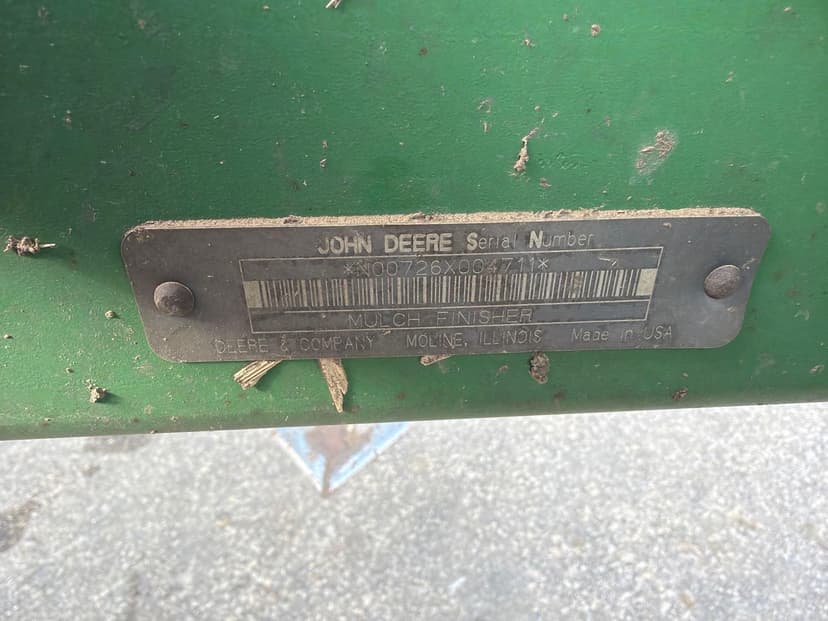 JOHN DEERE Serial Number
*N00726X004711*
MULCH FINISHER
DEERE & COMPANY MOLINE, ILLINOIS Made in USA